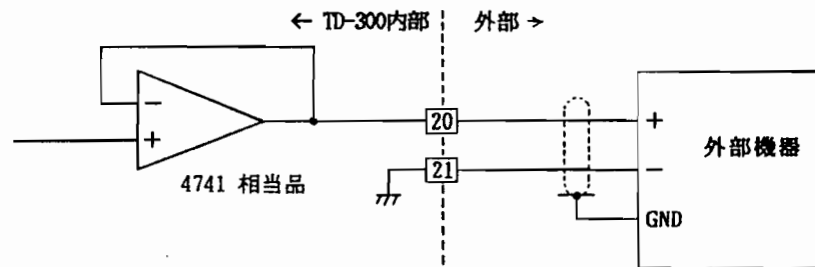 ← TD-300内部 外部 →
20
+
−
+
外部機器
21
−
4741 相当品
GND